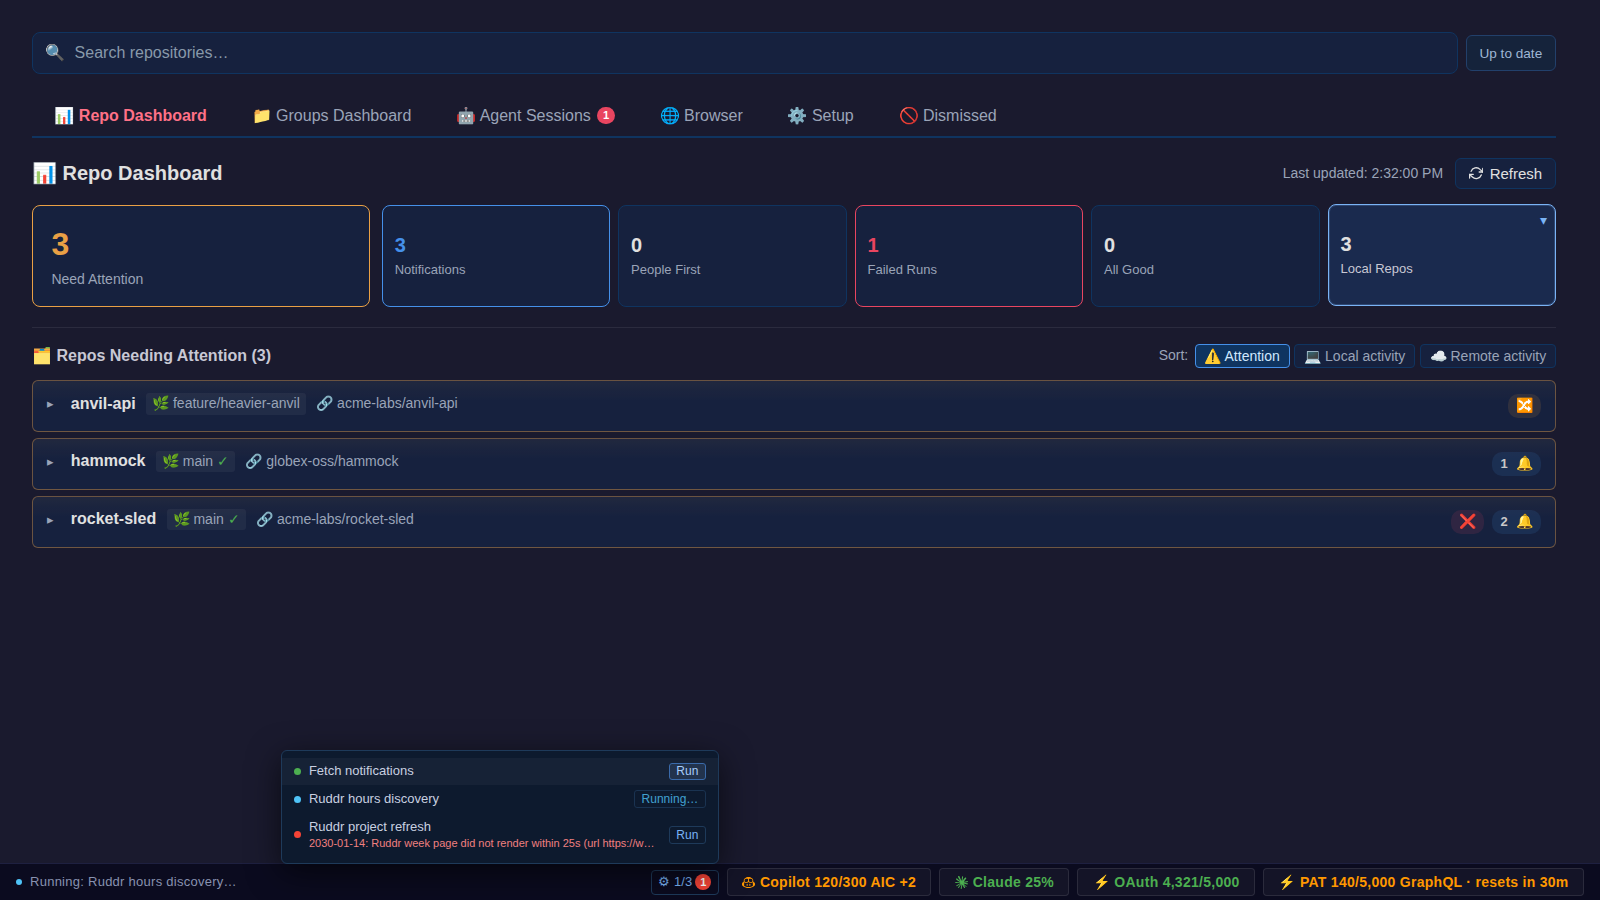 Search repositories…
Up to date
Repo Dashboard
Groups Dashboard
Agent Sessions 1
Browser
Setup
Dismissed
Repo Dashboard
Last updated: 2:32:00 PM
Refresh
3
Need Attention
3
Notifications
0
People First
1
Failed Runs
0
All Good
3
Local Repos
Repos Needing Attention (3)
Sort: Attention Local activity Remote activity
anvil-api feature/heavier-anvil acme-labs/anvil-api
hammock main ✓ globex-oss/hammock 1
rocket-sled main ✓ acme-labs/rocket-sled 2
Fetch notifications Run
Ruddr hours discovery Running…
Ruddr project refresh Run
2030-01-14: Ruddr week page did not render within 25s (url https://w…
Running: Ruddr hours discovery…
1/3 1
Copilot 120/300 AIC +2
Claude 25%
OAuth 4,321/5,000
PAT 140/5,000 GraphQL · resets in 30m